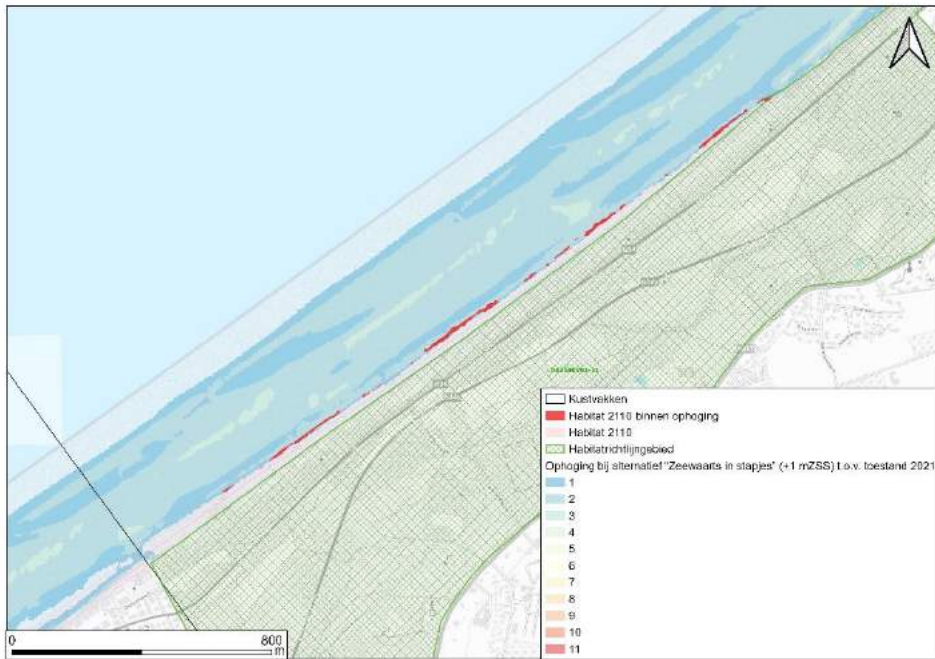 Kustvakken
Habitat 2110 binnen ophoging
Habitat 2110
Habitatrichtlijngebied
Ophoging bij alternatief "Zeewaarts in stapjes" (+1 mZSS) t.o.v. toestand 2021
1
2
3
4
5
6
7
8
9
10
11
0 800
m